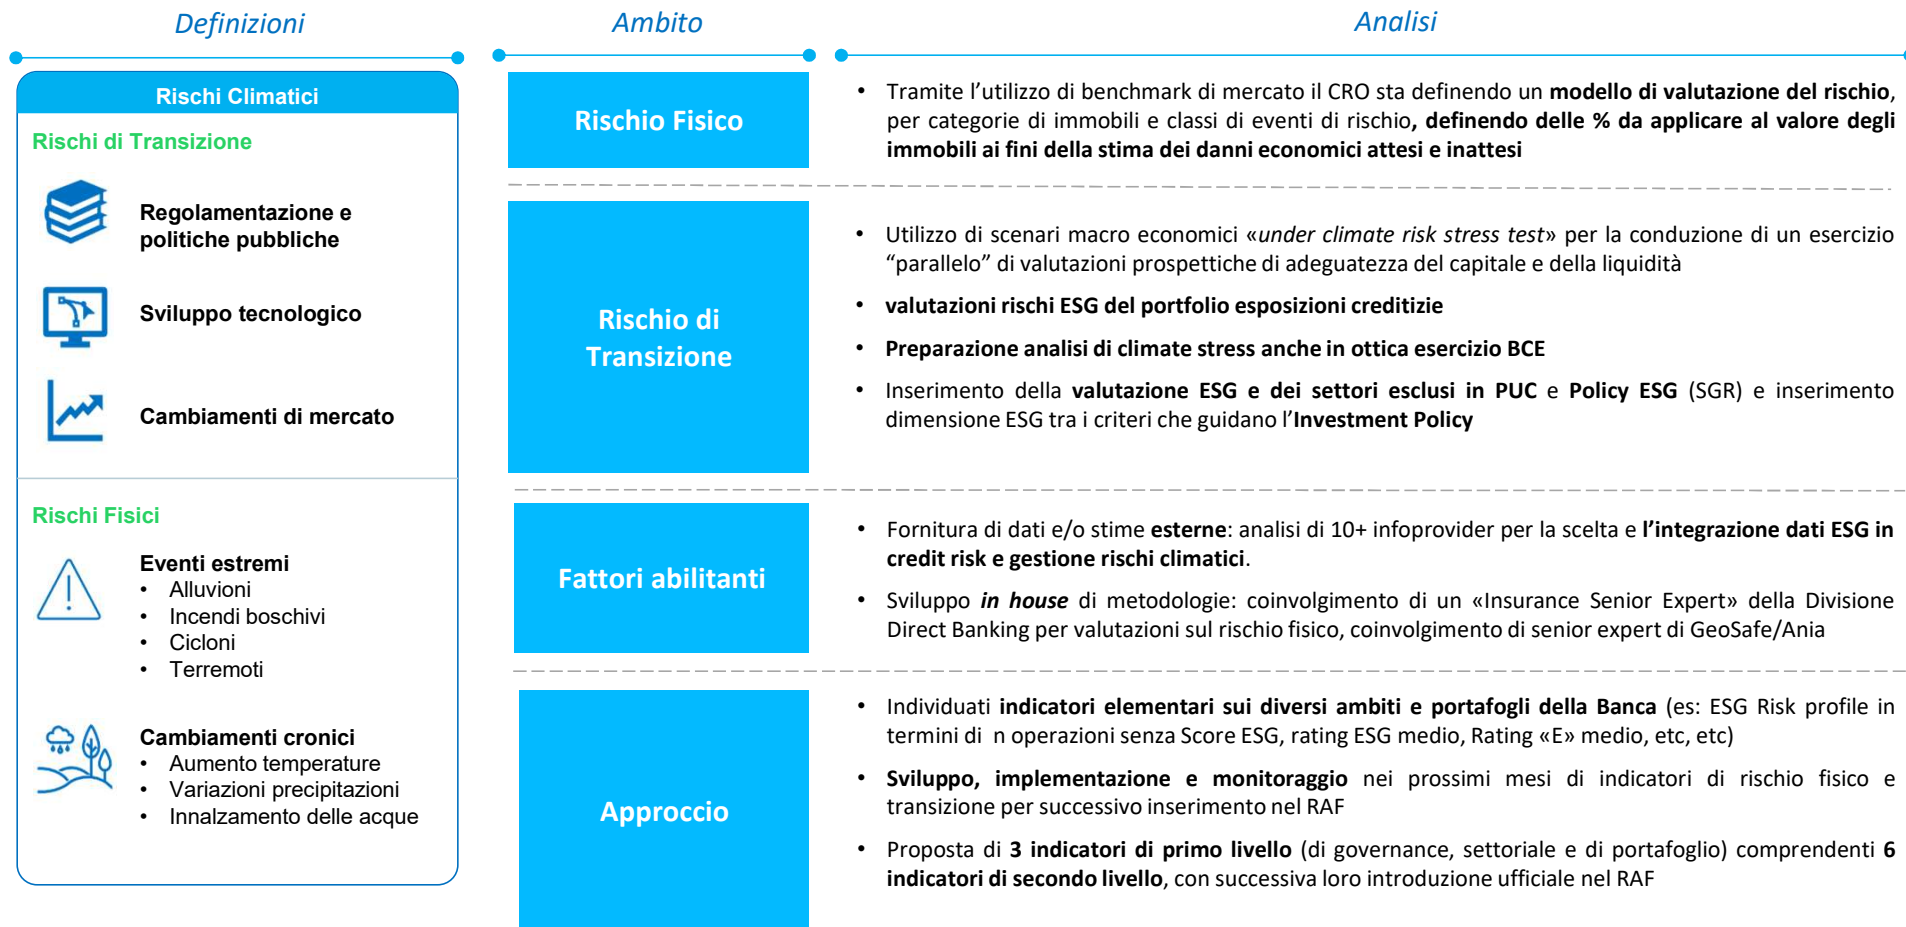 Definizioni
Rischi Climatici
Rischi di Transizione
Regolamentazione e
politiche pubbliche
Sviluppo tecnologico
Cambiamenti di mercato
Rischi Fisici
Eventi estremi
• Alluvioni
• Incendi boschivi
• Cicloni
• Terremoti
Cambiamenti cronici
• Aumento temperature
• Variazioni precipitazioni
• Innalzamento delle acque
Ambito
Analisi
Rischio Fisico
• Tramite l'utilizzo di benchmark di mercato il CRO sta definendo un modello di valutazione del rischio,
per categorie di immobili e classi di eventi di rischio, definendo delle % da applicare al valore degli
immobili ai fini della stima dei danni economici attesi e inattesi
Rischio di
Transizione
• Utilizzo di scenari macro economici «under climate risk stress test» per la conduzione di un esercizio
“parallelo” di valutazioni prospettiche di adeguatezza del capitale e della liquidità
• valutazioni rischi ESG del portfolio esposizioni creditizie
• Preparazione analisi di climate stress anche in ottica esercizio BCE
• Inserimento della valutazione ESG e dei settori esclusi in PUC e Policy ESG (SGR) e inserimento
dimensione ESG tra i criteri che guidano l'Investment Policy
Fattori abilitanti
• Fornitura di dati e/o stime esterne: analisi di 10+ infoprovider per la scelta e l'integrazione dati ESG in
credit risk e gestione rischi climatici.
• Sviluppo in house di metodologie: coinvolgimento di un «Insurance Senior Expert» della Divisione
Direct Banking per valutazioni sul rischio fisico, coinvolgimento di senior expert di GeoSafe/Ania
Approccio
• Individuati indicatori elementari sui diversi ambiti e portafogli della Banca (es: ESG Risk profile in
termini di n operazioni senza Score ESG, rating ESG medio, Rating «E» medio, etc, etc)
• Sviluppo, implementazione e monitoraggio nei prossimi mesi di indicatori di rischio fisico e
transizione per successivo inserimento nel RAF
• Proposta di 3 indicatori di primo livello (di governance, settoriale e di portafoglio) comprendenti 6
indicatori di secondo livello, con successiva loro introduzione ufficiale nel RAF